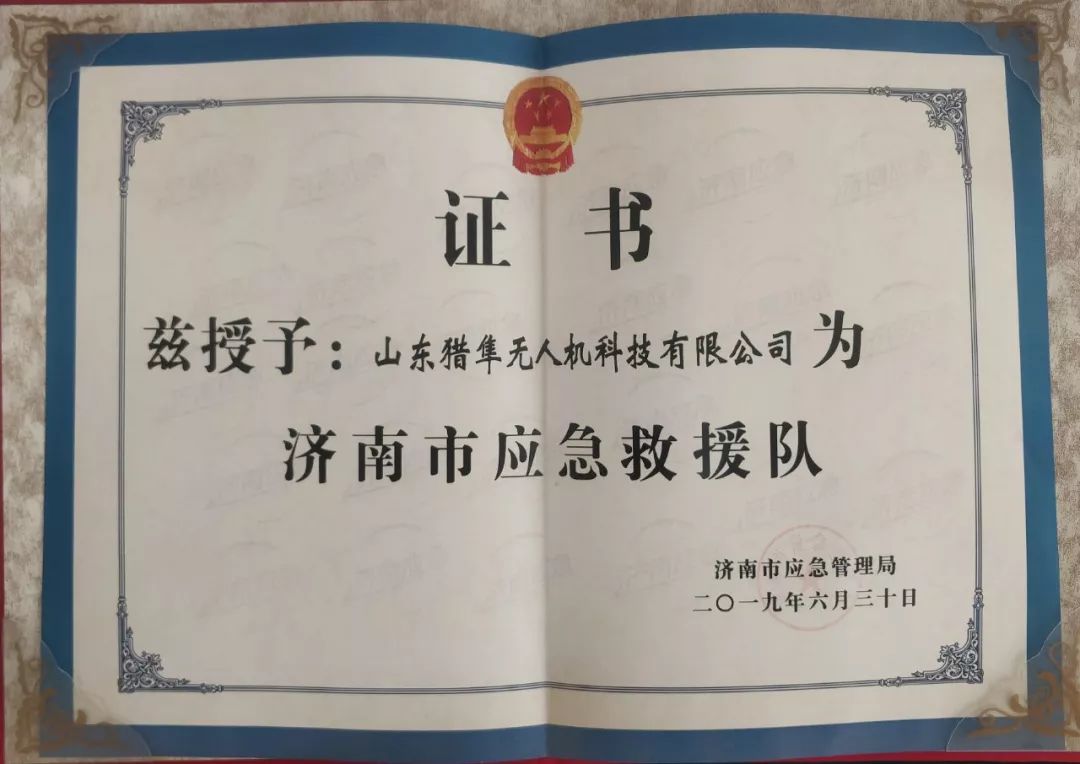 证书
兹授予：山东猎隼无人机科技有限公司为
济南市应急救援队
济南市应急管理局
二〇一九年六月三十日